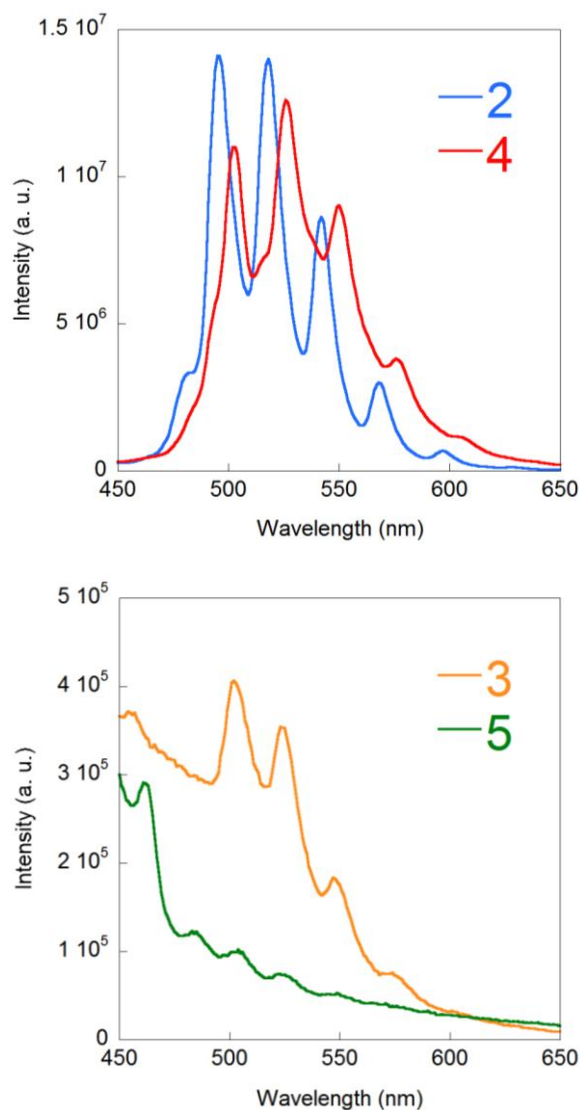 1.5 10⁷
1 10⁷
5 10⁶
0
Intensity (a. u.)
2
4
450 500 550 600 650
Wavelength (nm)
5 10⁵
4 10⁵
3 10⁵
2 10⁵
1 10⁵
0
Intensity (a. u.)
3
5
450 500 550 600 650
Wavelength (nm)